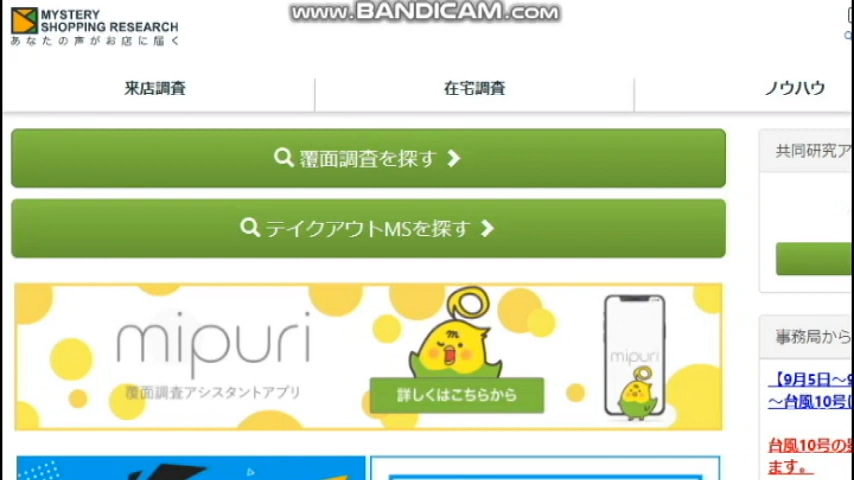 www.BANDICAM.com
MYSTERY
SHOPPING RESEARCH
あなたの声がお店に届く
来店調査
在宅調査
ノウハウ
覆面調査を探す
テイクアウトMSを探す
共同研究ア
mipuri
覆面調査アシスタントアプリ
詳しくはこちらから
m
mipuri
事務局から
【9月5日～9
～台風10号
台風10号の
ます。